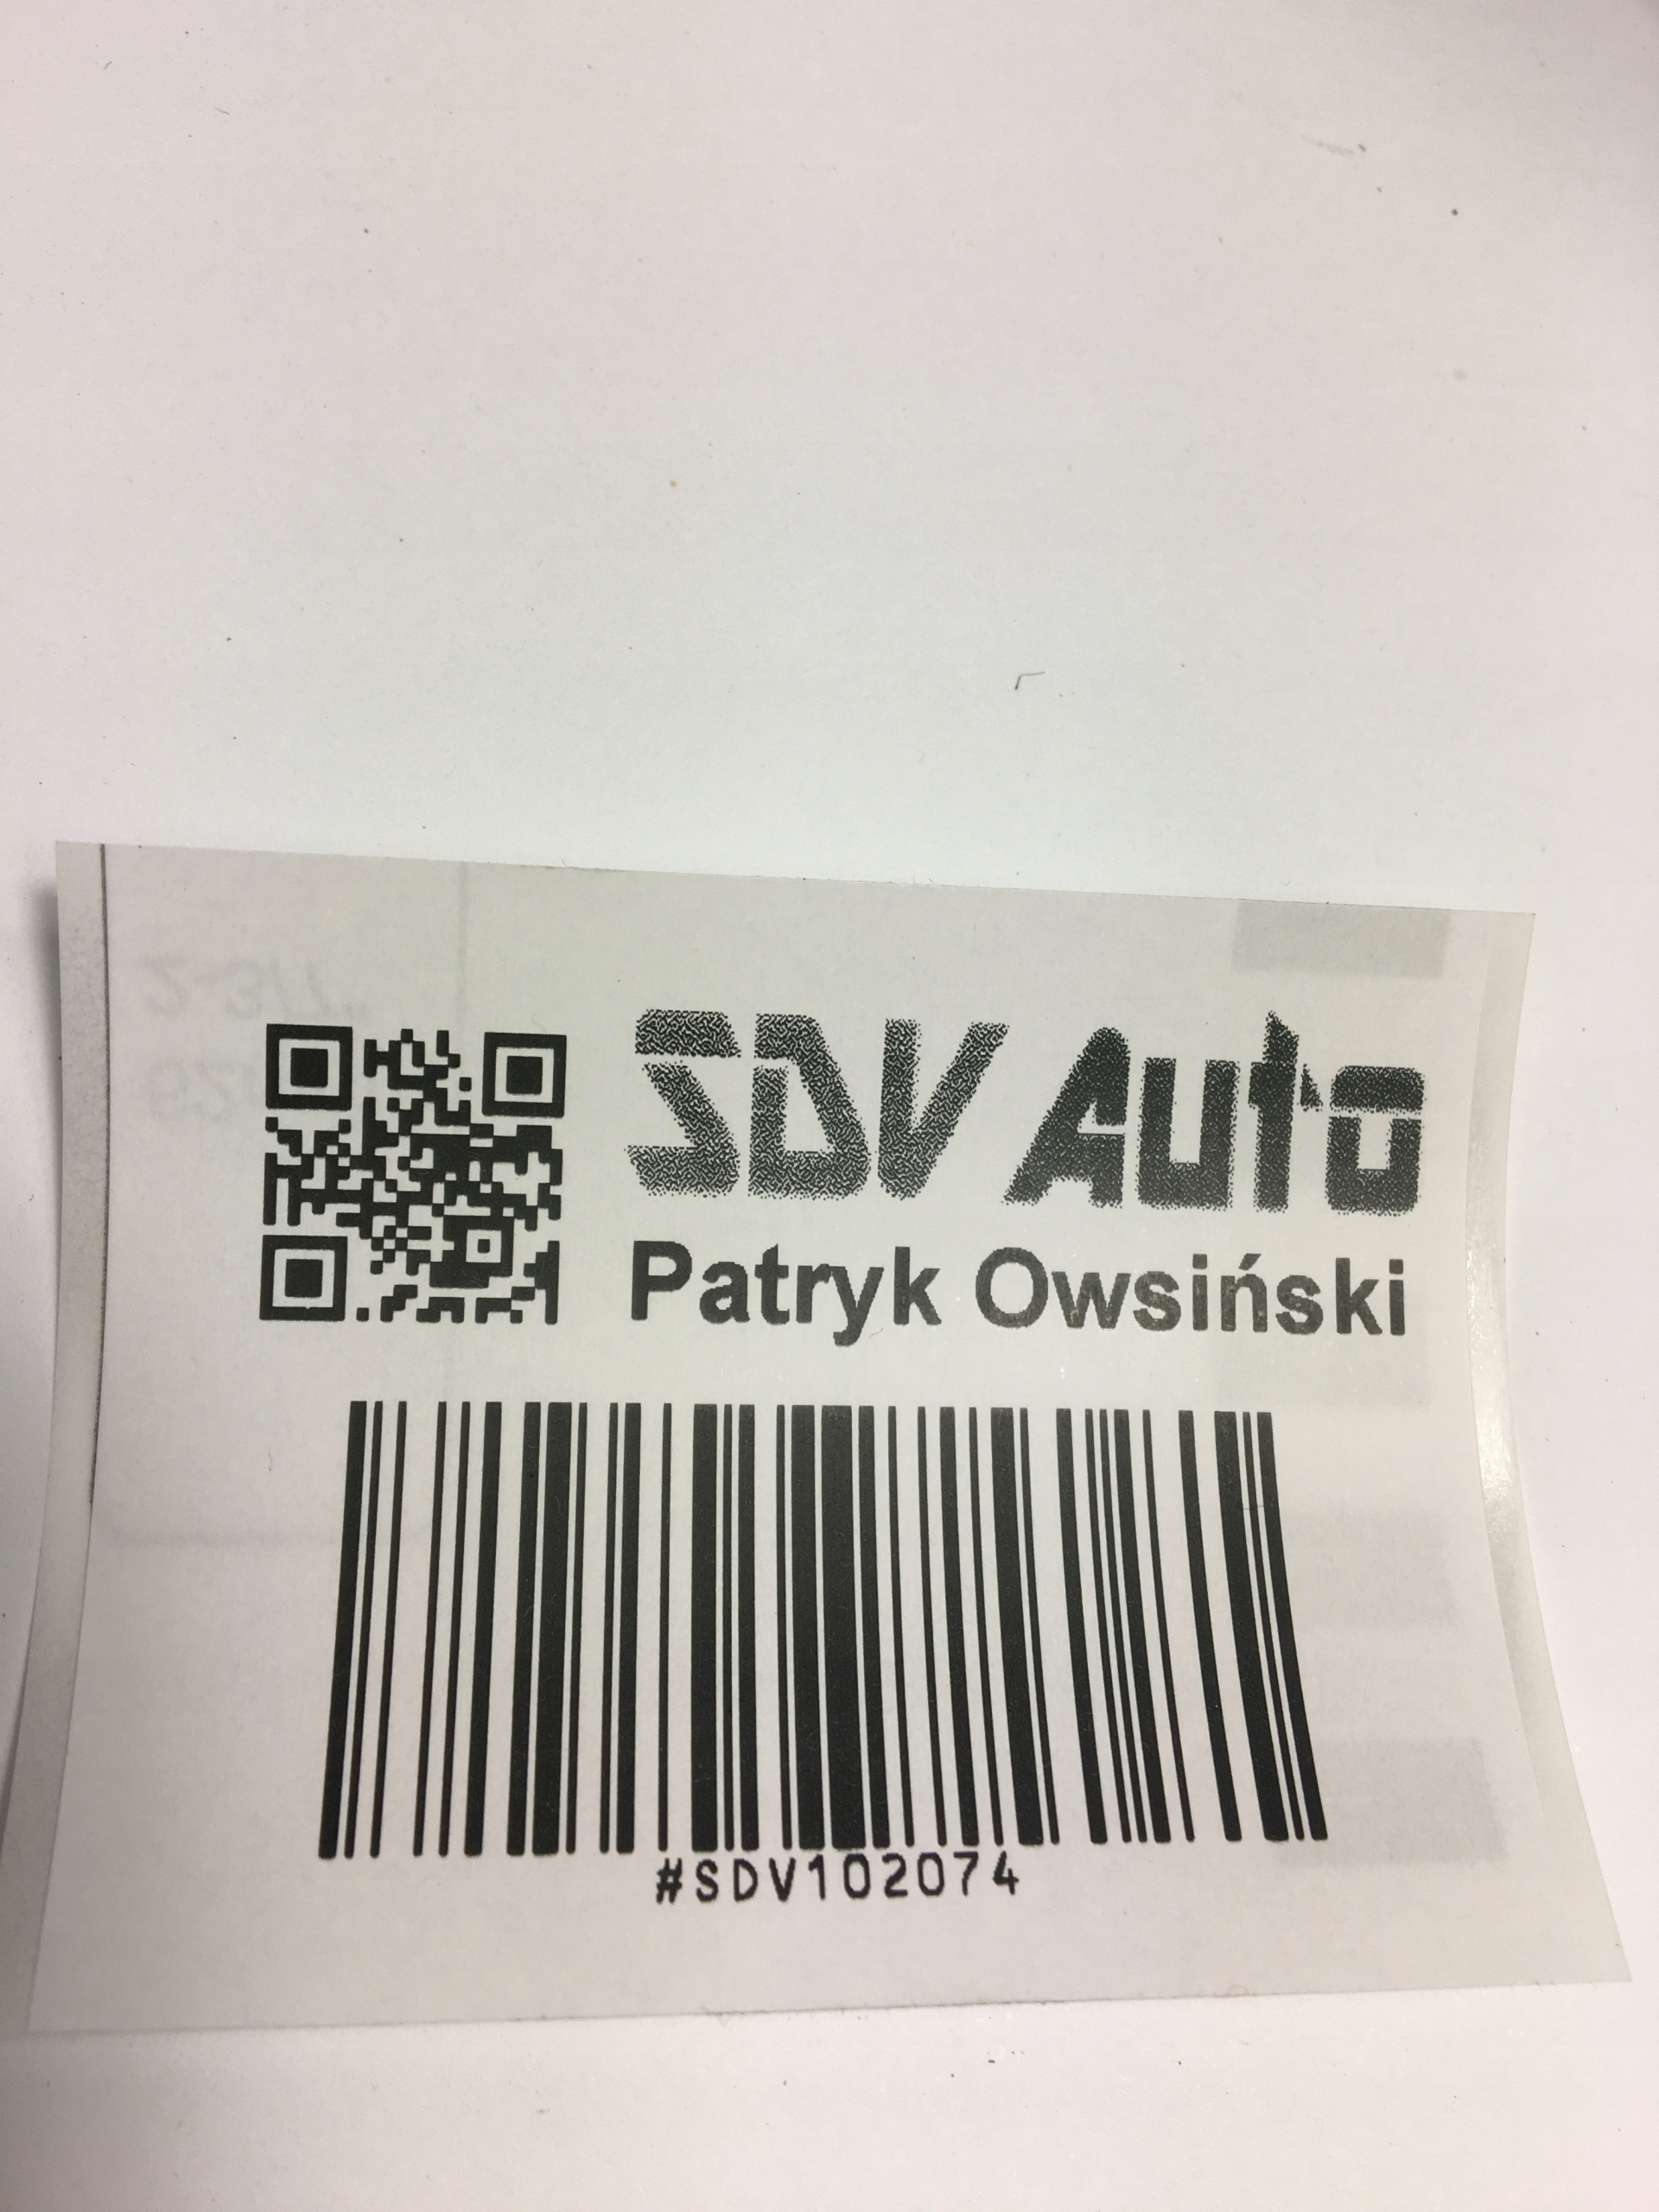 SDV Auto
Patryk Owsiński
#SDV102074